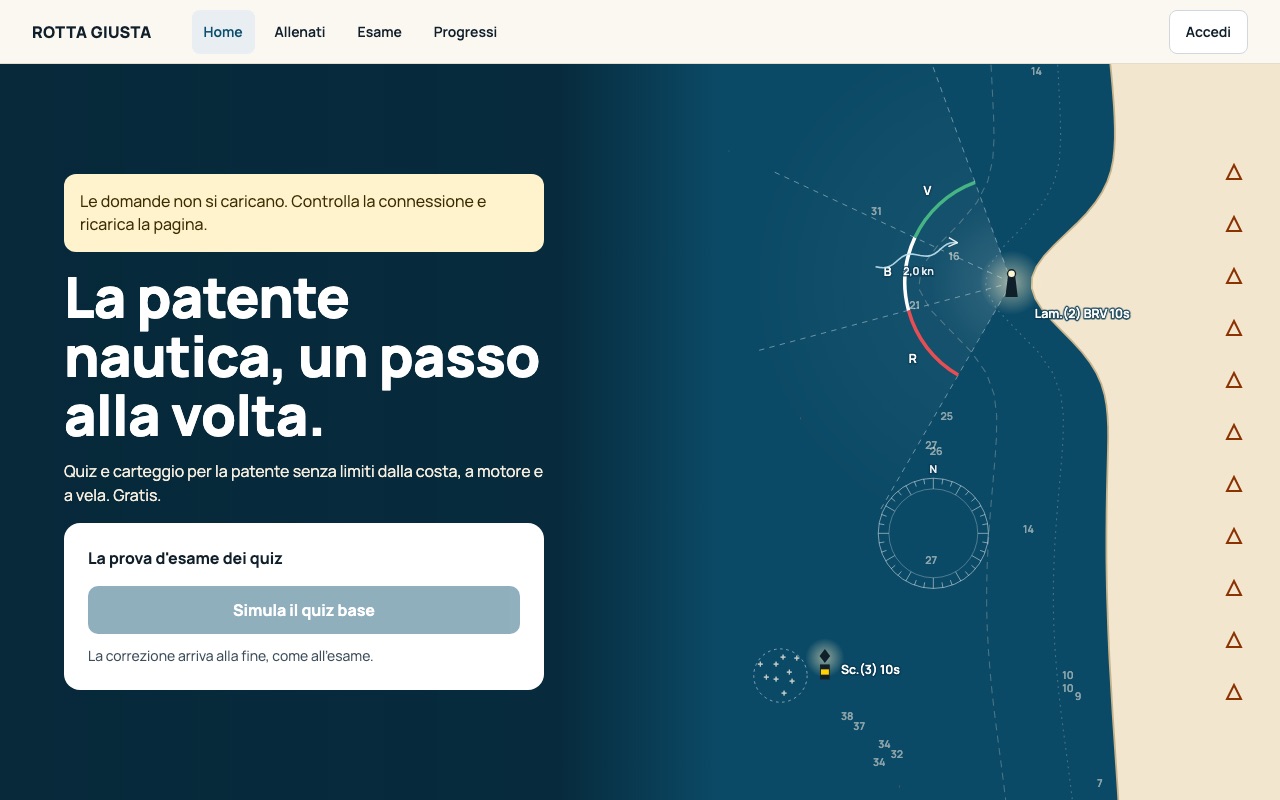 ROTTA GIUSTA
Home
Allenati
Esame
Progressi
Accedi
Le domande non si caricano. Controlla la connessione e
ricarica la pagina.
La patente
nautica, un passo
alla volta.
Quiz e carteggio per la patente senza limiti dalla costa, a motore e
a vela. Gratis.
La prova d'esame dei quiz
Simula il quiz base
La correzione arriva alla fine, come all'esame.
14
V
31
16
B
2,0 kn
21
Lam.(2) BRV 10s
R
25
27
26
N
14
27
Sc.(3) 10s
10
10
9
38
37
34
32
34
7